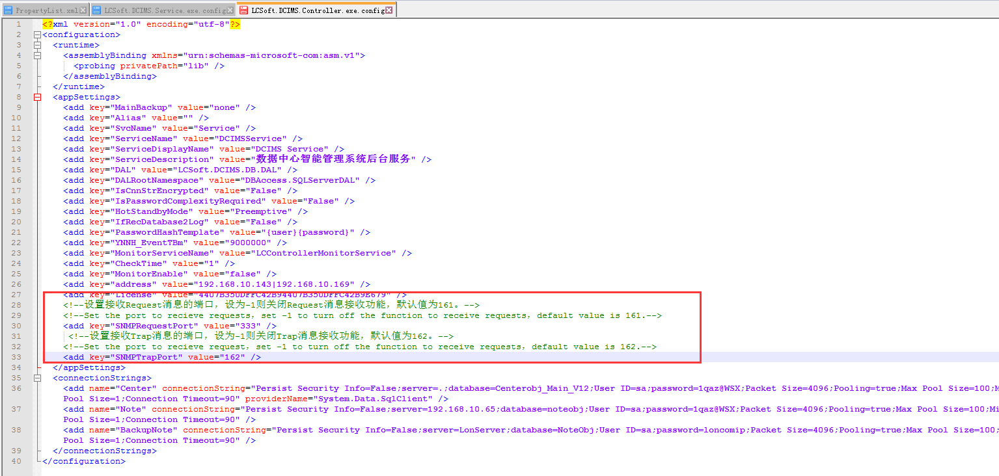 PropertyList.xml LCSoft.DCIMS.Service.exe.config LCSoft.DCIMS.Controller.exe.config
1 <?xml version="1.0" encoding="utf-8"?>
2 <configuration>
3 <runtime>
4 <assemblyBinding xmlns="urn:schemas-microsoft-com:asm.v1">
5 <probing privatePath="lib" />
6 </assemblyBinding>
7 </runtime>
8 <appSettings>
9 <add key="MainBackup" value="none" />
10 <add key="Alias" value="" />
11 <add key="SvcName" value="Service" />
12 <add key="ServiceName" value="DCIMSService" />
13 <add key="ServiceDisplayName" value="DCIMS Service" />
14 <add key="ServiceDescription" value="数据中心智能管理系统后台服务" />
15 <add key="DAL" value="LCSoft.DCIMS.DB.DAL" />
16 <add key="DALRootNamespace" value="DBAccess.SQLServerDAL" />
17 <add key="IsCnnStrEncrypted" value="False" />
18 <add key="IsPasswordComplexityRequired" value="False" />
19 <add key="HotStandbyMode" value="Preemptive" />
20 <add key="IfRecDatabase2Log" value="False" />
21 <add key="PasswordHashTemplate" value="{user}{password}" />
22 <add key="YNNH_EventTBm" value="9000000" />
23 <add key="MonitorServiceName" value="LCControllerMonitorService" />
24 <add key="CheckTime" value="1" />
25 <add key="MonitorEnable" value="false" />
26 <add key="address" value="192.168.10.143|192.168.10.169" />
27 <add key="License" value="4407B350DFFC42B94407B350DFFC42B9E679" />
28 <!--设置接收Request消息的端口，设为-1则关闭Request消息接收功能，默认值为161。-->
29 <!--Set the port to recieve requests, set -1 to turn off the function to receive requests, default value is 161.-->
30 <add key="SNMPRequestPort" value="333" />
31 <!--设置接收Trap消息的端口，设为-1则关闭Trap消息接收功能，默认值为162。-->
32 <!--Set the port to recieve request, set -1 to turn off the function to receive requests, default value is 162.-->
33 <add key="SNMPTrapPort" value="162" />
34 </appSettings>
35 <connectionStrings>
36 <add name="Center" connectionString="Persist Security Info=False;server=.;database=Centerobj_Main_V12;User ID=sa;password=1qaz@WSX;Packet Size=4096;Pooling=true;Max Pool Size=100;M
Pool Size=1;Connection Timeout=90" providerName="System.Data.SqlClient" />
37 <add name="Note" connectionString="Persist Security Info=False;server=192.168.10.65;database=noteobj;User ID=sa;password=1qaz@WSX;Packet Size=4096;Pooling=true;Max Pool Size=100;Mi
Pool Size=1;Connection Timeout=90" />
38 <add name="BackupNote" connectionString="Persist Security Info=False;server=LonServer;database=NoteObj;User ID=sa;password=loncomip;Packet Size=4096;Pooling=true;Max Pool Size=100;
Pool Size=1;Connection Timeout=90" />
39 </connectionStrings>
40 </configuration>